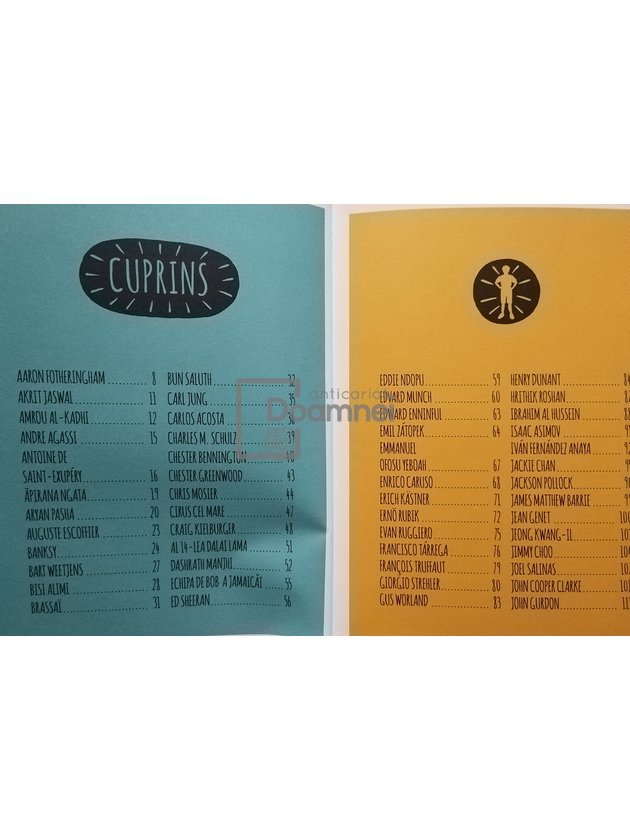 CUPRINS
AARON FOTHERINGHAM 8
AKRIT JASWAL 11
AMROU AL-KADHI 12
ANDRE AGASSI 15
ANTOINE DE
SAINT-EXUPÉRY 16
ĀPIRANA NGATA 19
ARYAN PASHA 20
AUGUSTE ESCOFFIER 23
BANKSY 24
BART WEETJENS 27
BISI ALIMI 28
BRASSAÏ 31
BUN SALUTH
CARL JUNG 35
CARLOS ACOSTA
CHARLES M. SCHULZ 39
CHESTER BENNINGTON 40
CHESTER GREENWOOD 43
CHRIS MOSIER 44
CIRUS CEL MARE 47
CRAIG KIELBURGER 48
AL 14-LEA DALAI LAMA 51
DASHRATH MANJHI 52
ECHIPA DE BOB A JAMAICĂI 55
ED SHEERAN 56
EDDIE NDOPU 59
EDVARD MUNCH 60
EDWARD ENNINFUL 63
EMIL ZÁTOPEK 64
EMMANUEL
OFOSU YEBOAH 67
ENRICO CARUSO 68
ERICH KÄSTNER 71
ERNŐ RUBIK 72
EVAN RUGGIERO 75
FRANCISCO TÁRREGA 76
FRANÇOIS TRUFFAUT 79
GIORGIO STREHLER 80
GUS WORLAND 83
HENRY DUNANT
HRITHIK ROSHAN
IBRAHIM AL HUSSEIN
ISAAC ASIMOV
IVÁN FERNÁNDEZ ANAYA
JACKIE CHAN
JACKSON POLLOCK
JAMES MATTHEW BARRIE
JEAN GENET
JEONG KWANG-IL
JIMMY CHOO
JOEL SALINAS
JOHN COOPER CLARKE
JOHN GURDON
anticariat
Doamnei